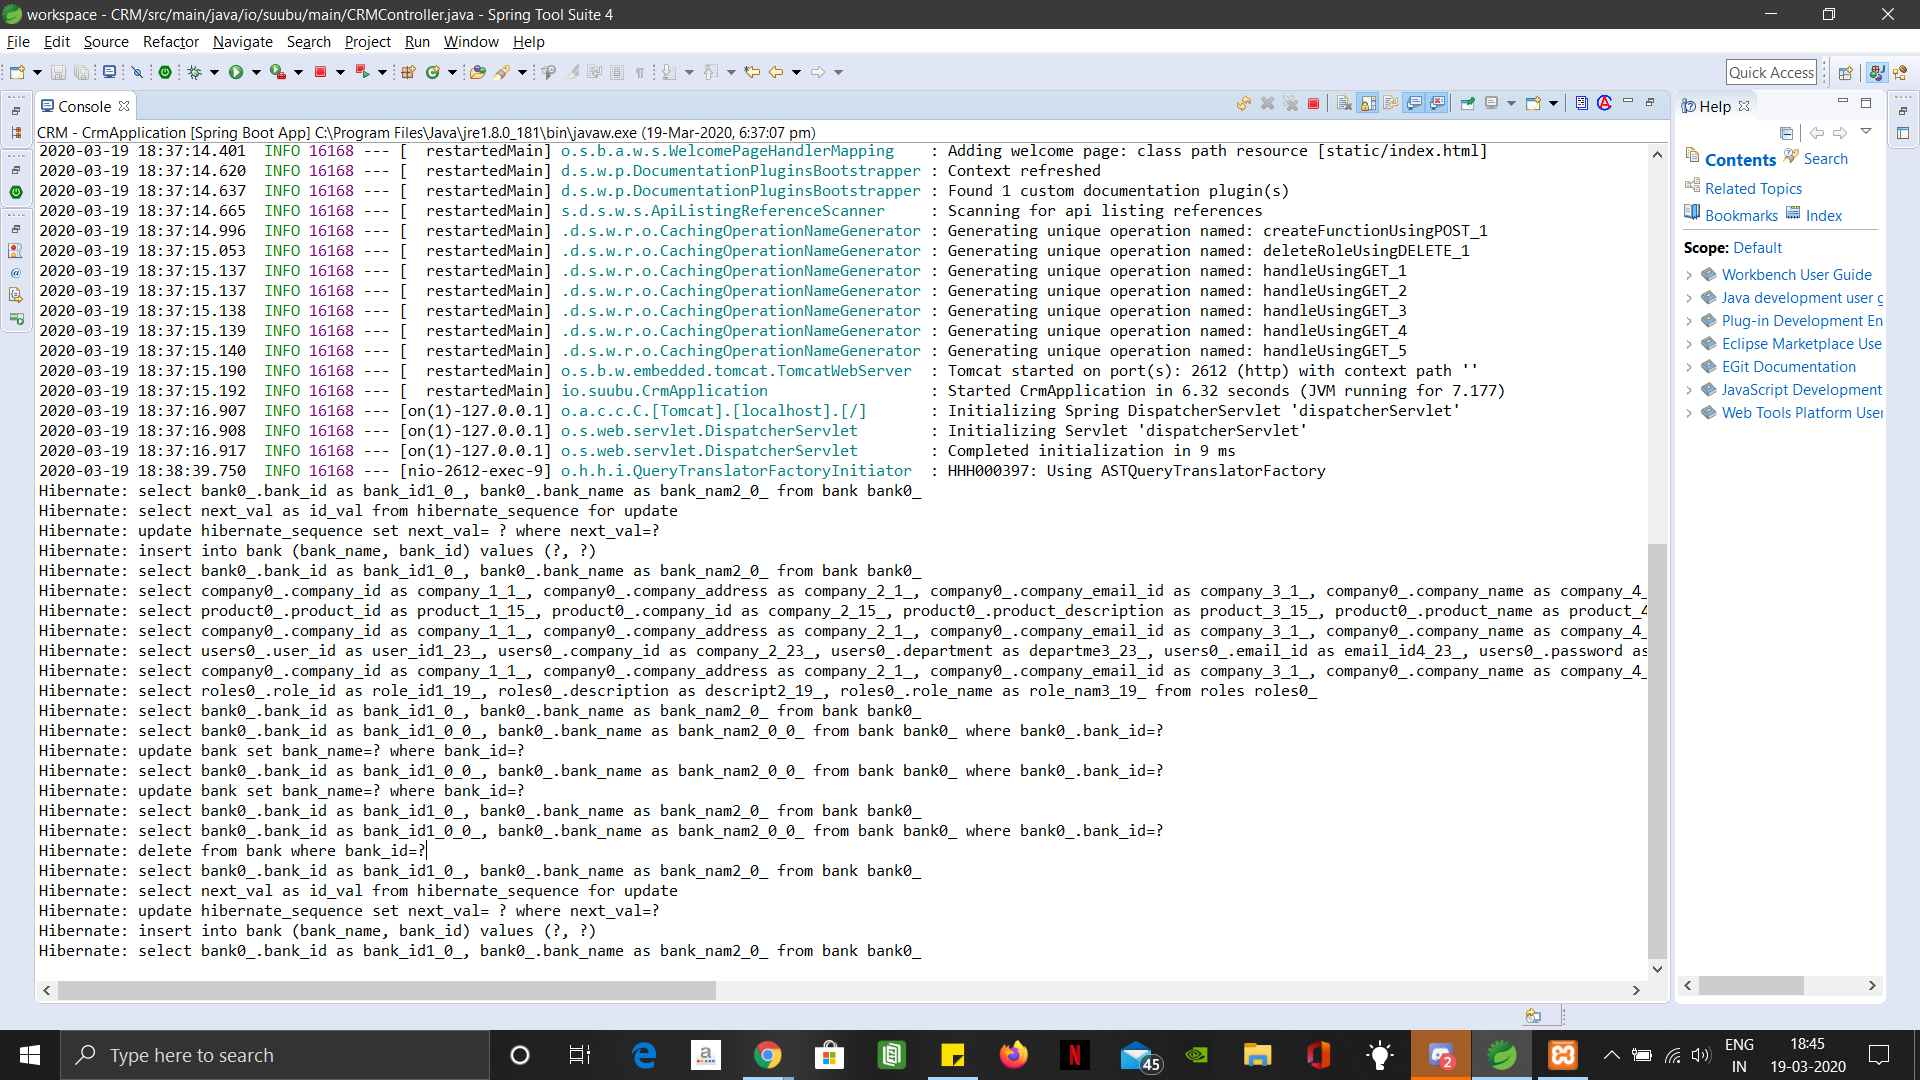 workspace - CRM/src/main/java/io/suubu/main/CRMController.java - Spring Tool Suite 4
File Edit Source Refactor Navigate Search Project Run Window Help
Quick Access
Console
CRM - CrmApplication [Spring Boot App] C:\Program Files\Java\jre1.8.0_181\bin\javaw.exe (19-Mar-2020, 6:37:07 pm)
2020-03-19 18:37:14.401  INFO 16168 --- [  restartedMain] o.s.b.a.w.s.WelcomePageHandlerMapping    : Adding welcome page: class path resource [static/index.html]
2020-03-19 18:37:14.620  INFO 16168 --- [  restartedMain] d.s.w.p.DocumentationPluginsBootstrapper : Context refreshed
2020-03-19 18:37:14.637  INFO 16168 --- [  restartedMain] d.s.w.p.DocumentationPluginsBootstrapper : Found 1 custom documentation plugin(s)
2020-03-19 18:37:14.665  INFO 16168 --- [  restartedMain] s.d.s.w.s.ApiListingReferenceScanner     : Scanning for api listing references
2020-03-19 18:37:14.996  INFO 16168 --- [  restartedMain] .d.s.w.r.o.CachingOperationNameGenerator : Generating unique operation named: createFunctionUsingPOST_1
2020-03-19 18:37:15.053  INFO 16168 --- [  restartedMain] .d.s.w.r.o.CachingOperationNameGenerator : Generating unique operation named: deleteRoleUsingDELETE_1
2020-03-19 18:37:15.137  INFO 16168 --- [  restartedMain] .d.s.w.r.o.CachingOperationNameGenerator : Generating unique operation named: handleUsingGET_1
2020-03-19 18:37:15.137  INFO 16168 --- [  restartedMain] .d.s.w.r.o.CachingOperationNameGenerator : Generating unique operation named: handleUsingGET_2
2020-03-19 18:37:15.138  INFO 16168 --- [  restartedMain] .d.s.w.r.o.CachingOperationNameGenerator : Generating unique operation named: handleUsingGET_3
2020-03-19 18:37:15.139  INFO 16168 --- [  restartedMain] .d.s.w.r.o.CachingOperationNameGenerator : Generating unique operation named: handleUsingGET_4
2020-03-19 18:37:15.140  INFO 16168 --- [  restartedMain] .d.s.w.r.o.CachingOperationNameGenerator : Generating unique operation named: handleUsingGET_5
2020-03-19 18:37:15.190  INFO 16168 --- [  restartedMain] o.s.b.w.embedded.tomcat.TomcatWebServer  : Tomcat started on port(s): 2612 (http) with context path ''
2020-03-19 18:37:15.192  INFO 16168 --- [  restartedMain] io.suubu.CrmApplication                  : Started CrmApplication in 6.32 seconds (JVM running for 7.177)
2020-03-19 18:37:16.907  INFO 16168 --- [on(1)-127.0.0.1] o.a.c.c.C.[Tomcat].[localhost].[/]       : Initializing Spring DispatcherServlet 'dispatcherServlet'
2020-03-19 18:37:16.908  INFO 16168 --- [on(1)-127.0.0.1] o.s.web.servlet.DispatcherServlet        : Initializing Servlet 'dispatcherServlet'
2020-03-19 18:37:16.917  INFO 16168 --- [on(1)-127.0.0.1] o.s.web.servlet.DispatcherServlet        : Completed initialization in 9 ms
2020-03-19 18:38:39.750  INFO 16168 --- [nio-2612-exec-9] o.h.h.i.QueryTranslatorFactoryInitiator  : HHH000397: Using ASTQueryTranslatorFactory
Hibernate: select bank0_.bank_id as bank_id1_0_, bank0_.bank_name as bank_nam2_0_ from bank bank0_
Hibernate: select next_val as id_val from hibernate_sequence for update
Hibernate: update hibernate_sequence set next_val= ? where next_val=?
Hibernate: insert into bank (bank_name, bank_id) values (?, ?)
Hibernate: select bank0_.bank_id as bank_id1_0_, bank0_.bank_name as bank_nam2_0_ from bank bank0_
Hibernate: select company0_.company_id as company_1_1_, company0_.company_address as company_2_1_, company0_.company_email_id as company_3_1_, company0_.company_name as company_4_
Hibernate: select product0_.product_id as product_1_15_, product0_.company_id as company_2_15_, product0_.product_description as product_3_15_, product0_.product_name as product_4
Hibernate: select company0_.company_id as company_1_1_, company0_.company_address as company_2_1_, company0_.company_email_id as company_3_1_, company0_.company_name as company_4_
Hibernate: select users0_.user_id as user_id1_23_, users0_.company_id as company_2_23_, users0_.department as departme3_23_, users0_.email_id as email_id4_23_, users0_.password as
Hibernate: select company0_.company_id as company_1_1_, company0_.company_address as company_2_1_, company0_.company_email_id as company_3_1_, company0_.company_name as company_4_
Hibernate: select roles0_.role_id as role_id1_19_, roles0_.description as descript2_19_, roles0_.role_name as role_nam3_19_ from roles roles0_
Hibernate: select bank0_.bank_id as bank_id1_0_, bank0_.bank_name as bank_nam2_0_ from bank bank0_
Hibernate: select bank0_.bank_id as bank_id1_0_0_, bank0_.bank_name as bank_nam2_0_0_ from bank bank0_ where bank0_.bank_id=?
Hibernate: update bank set bank_name=? where bank_id=?
Hibernate: select bank0_.bank_id as bank_id1_0_0_, bank0_.bank_name as bank_nam2_0_0_ from bank bank0_ where bank0_.bank_id=?
Hibernate: update bank set bank_name=? where bank_id=?
Hibernate: select bank0_.bank_id as bank_id1_0_, bank0_.bank_name as bank_nam2_0_ from bank bank0_
Hibernate: select bank0_.bank_id as bank_id1_0_0_, bank0_.bank_name as bank_nam2_0_0_ from bank bank0_ where bank0_.bank_id=?
Hibernate: delete from bank where bank_id=?
Hibernate: select bank0_.bank_id as bank_id1_0_, bank0_.bank_name as bank_nam2_0_ from bank bank0_
Hibernate: select next_val as id_val from hibernate_sequence for update
Hibernate: update hibernate_sequence set next_val= ? where next_val=?
Hibernate: insert into bank (bank_name, bank_id) values (?, ?)
Hibernate: select bank0_.bank_id as bank_id1_0_, bank0_.bank_name as bank_nam2_0_ from bank bank0_
Help
Contents Search
Related Topics
Bookmarks Index
Scope: Default
Workbench User Guide
Java development user g
Plug-in Development En
Eclipse Marketplace Use
EGit Documentation
JavaScript Development
Web Tools Platform User
Type here to search
45
2
ENG
IN
18:45
19-03-2020